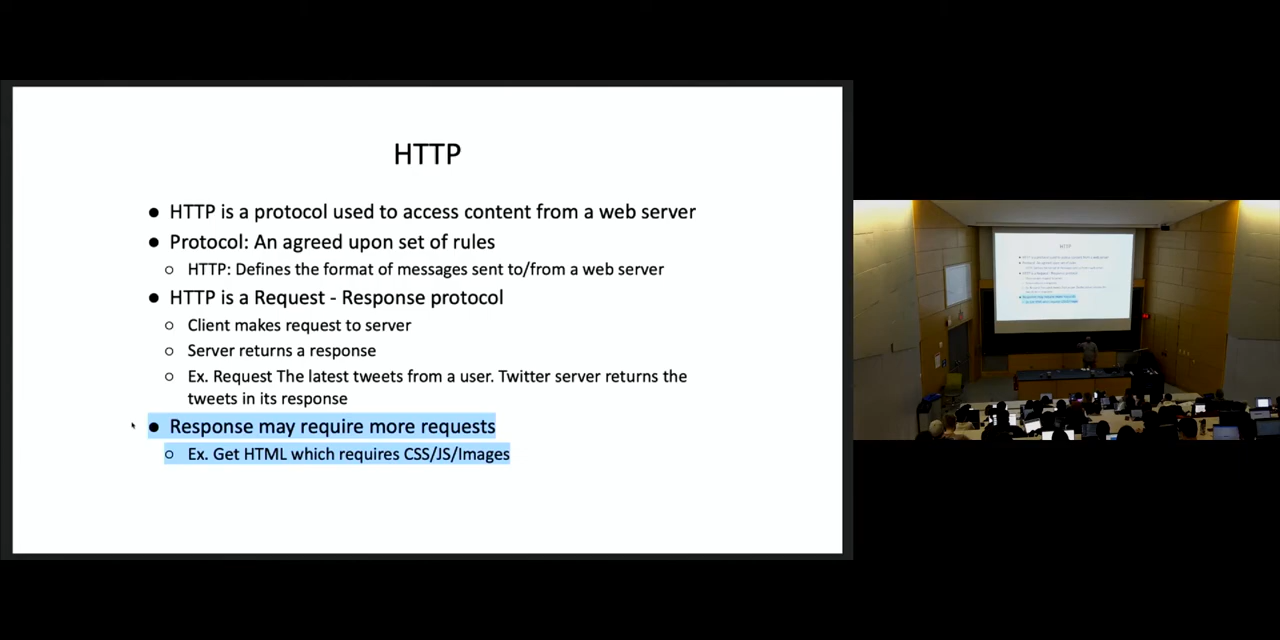 HTTP
● HTTP is a protocol used to access content from a web server
● Protocol: An agreed upon set of rules
○ HTTP: Defines the format of messages sent to/from a web server
● HTTP is a Request - Response protocol
○ Client makes request to server
○ Server returns a response
○ Ex. Request The latest tweets from a user. Twitter server returns the
tweets in its response
● Response may require more requests
○ Ex. Get HTML which requires CSS/JS/Images
HTTP